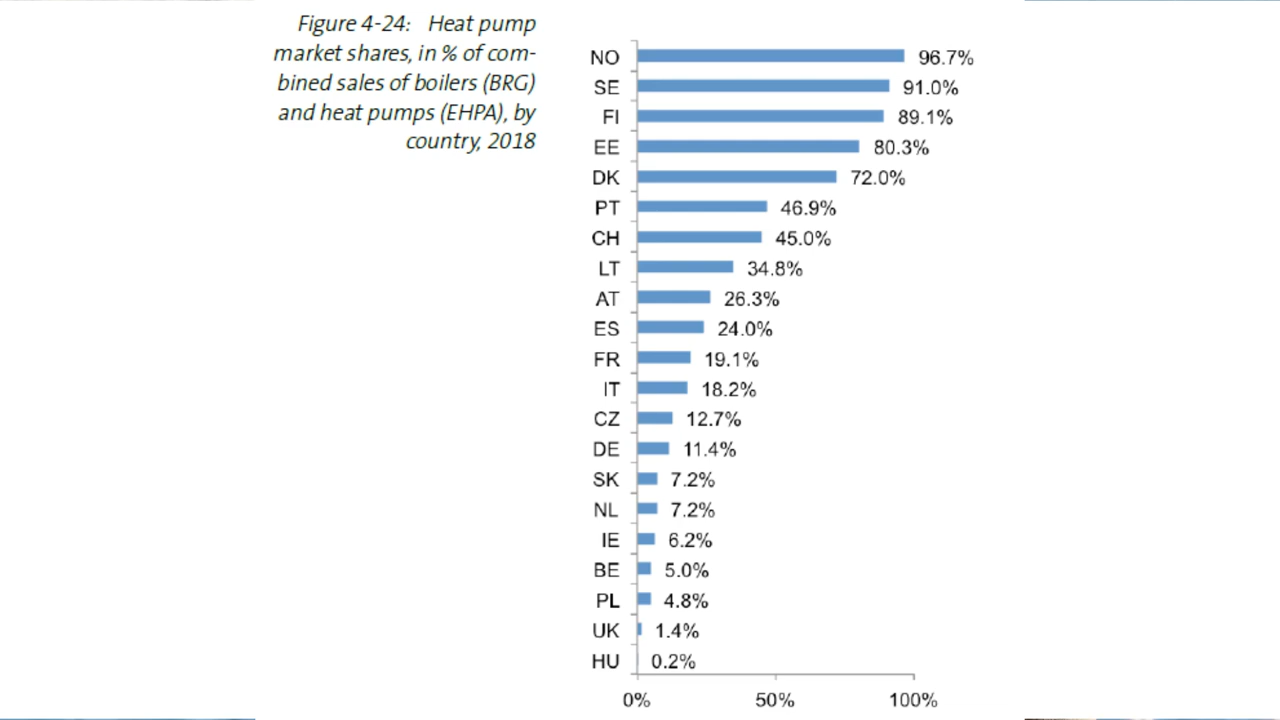 Figure 4-24: Heat pump
market shares, in % of com-
bined sales of boilers (BRG)
and heat pumps (EHPA), by
country, 2018
NO 96.7%
SE 91.0%
FI 89.1%
EE 80.3%
DK 72.0%
PT 46.9%
CH 45.0%
LT 34.8%
AT 26.3%
ES 24.0%
FR 19.1%
IT 18.2%
CZ 12.7%
DE 11.4%
SK 7.2%
NL 7.2%
IE 6.2%
BE 5.0%
PL 4.8%
UK 1.4%
HU 0.2%
0% 50% 100%